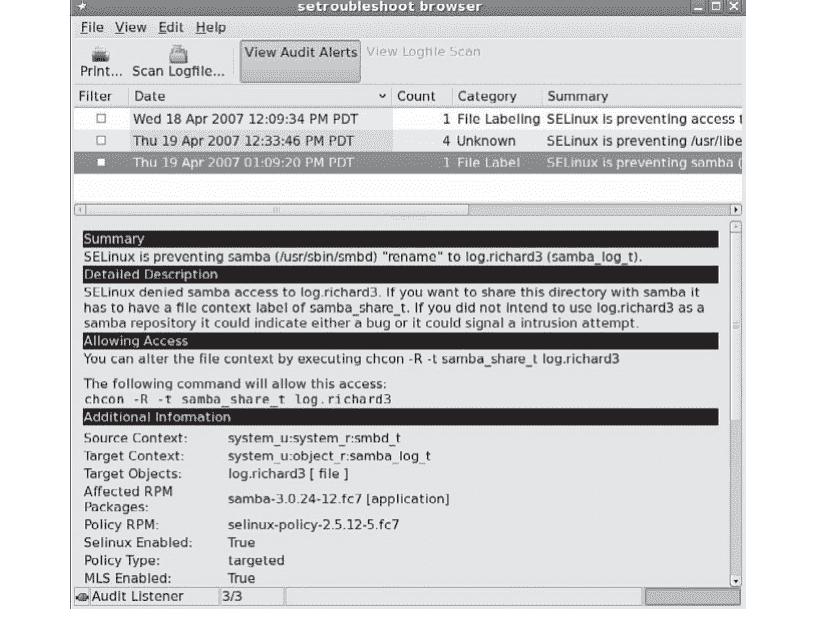 setroubleshoot browser
File View Edit Help
Print... Scan Logfile... View Audit Alerts View Logfile Scan
Filter Date Count Category Summary
Wed 18 Apr 2007 12:09:34 PM PDT 1 File Labeling SELinux is preventing access t
Thu 19 Apr 2007 12:33:46 PM PDT 4 Unknown SELinux is preventing /usr/libe
Thu 19 Apr 2007 01:09:20 PM PDT 1 File Label SELinux is preventing samba (
Summary
SELinux is preventing samba (/usr/sbin/smbd) "rename" to log.richard3 (samba_log_t).
Detailed Description
SELinux denied samba access to log.richard3. If you want to share this directory with samba it
has to have a file context label of samba_share_t. If you did not intend to use log.richard3 as a
samba repository it could indicate either a bug or it could signal a intrusion attempt.
Allowing Access
You can alter the file context by executing chcon -R -t samba_share_t log.richard3
The following command will allow this access:
chcon -R -t samba_share_t log.richard3
Additional Information
Source Context: system_u:system_r:smbd_t
Target Context: system_u:object_r:samba_log_t
Target Objects: log.richard3 [ file ]
Affected RPM
Packages: samba-3.0.24-12.fc7 [application]
Policy RPM: selinux-policy-2.5.12-5.fc7
Selinux Enabled: True
Policy Type: targeted
MLS Enabled: True
Audit Listener 3/3